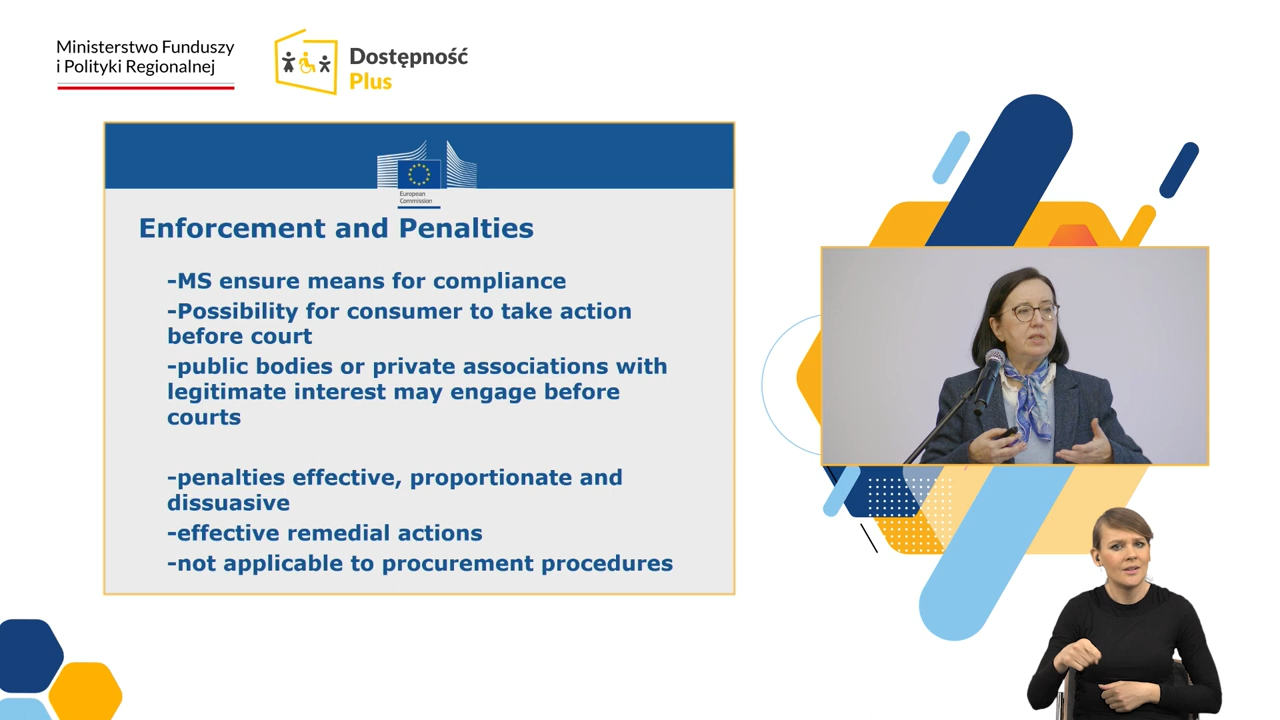 Ministerstwo Funduszy
i Polityki Regionalnej
Dostępność
Plus
European
Commission
Enforcement and Penalties
-MS ensure means for compliance
-Possibility for consumer to take action
before court
-public bodies or private associations with
legitimate interest may engage before
courts
-penalties effective, proportionate and
dissuasive
-effective remedial actions
-not applicable to procurement procedures